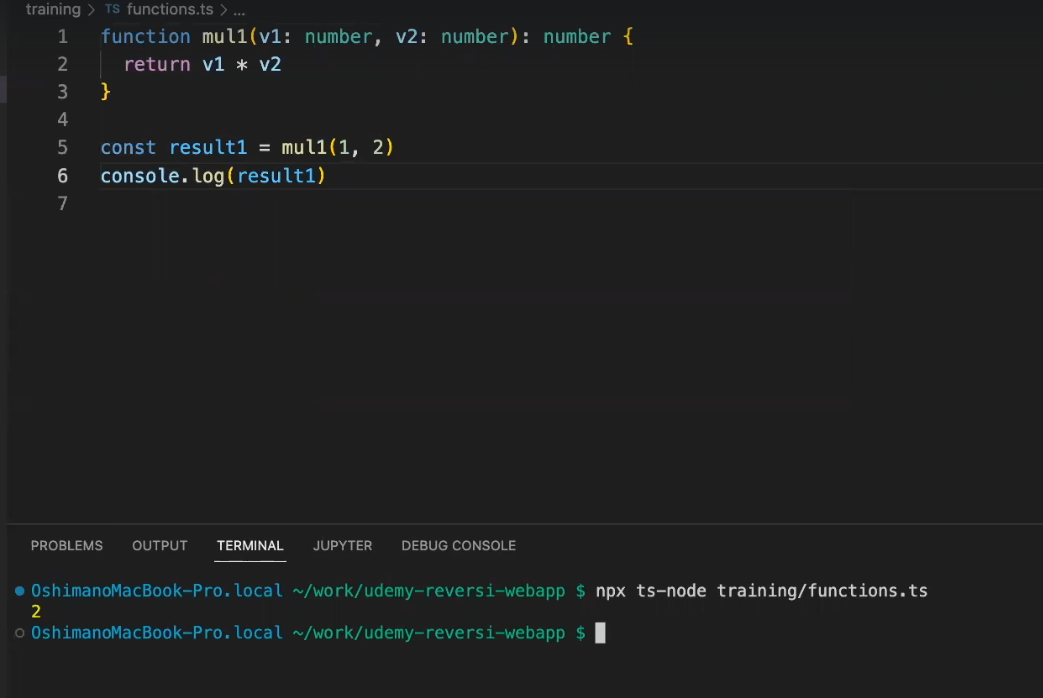 training > TS functions.ts > ...
1 function mul1(v1: number, v2: number): number {
2   return v1 * v2
3 }
4
5 const result1 = mul1(1, 2)
6 console.log(result1)
7
PROBLEMS OUTPUT TERMINAL JUPYTER DEBUG CONSOLE
OshimanoMacBook-Pro.local ~/work/udemy-reversi-webapp $ npx ts-node training/functions.ts
2
OshimanoMacBook-Pro.local ~/work/udemy-reversi-webapp $